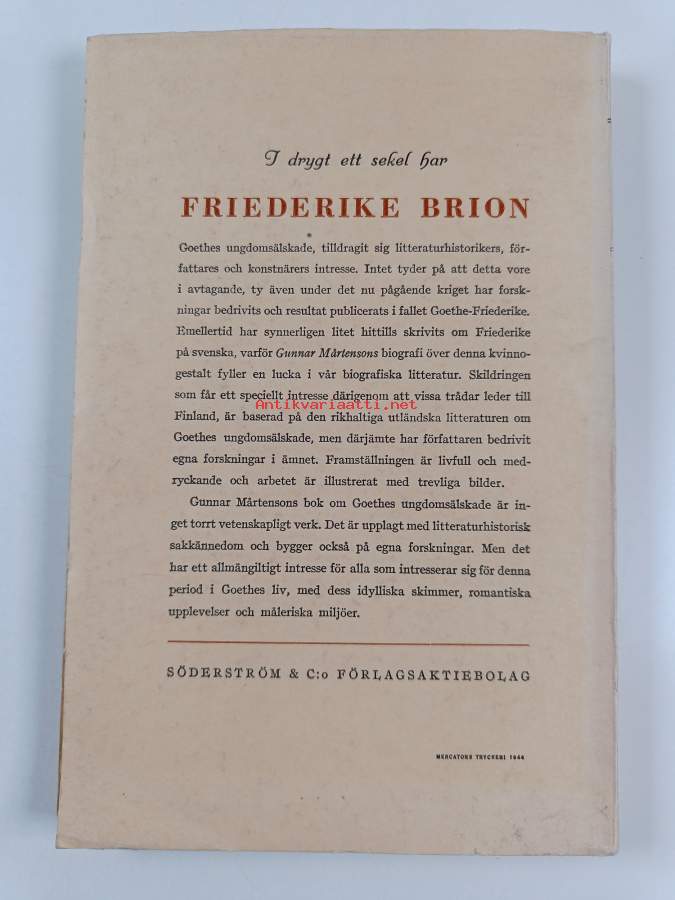 I drygt ett sekel har
FRIEDERIKE BRION
Goethes ungdomsälskade, tilldragit sig litteraturhistorikers, för-
fattares och konstnärers intresse. Intet tyder på att detta vore
i avtagande, ty även under det nu pågående kriget har forsk-
ningar bedrivits och resultat publicerats i fallet Goethe-Friederike.
Emellertid har synnerligen litet hittills skrivits om Friederike
på svenska, varför Gunnar Mårtensons biografi över denna kvinno-
gestalt fyller en lucka i vår biografiska litteratur. Skildringen
som får ett speciellt intresse därigenom att vissa trådar leder till
Antikvariaatti.net
Finland, är baserad på den rikhaltiga utländska litteraturen om
Goethes ungdomsälskade, men därjämte har författaren bedrivit
egna forskningar i ämnet. Framställningen är livfull och med-
ryckande och arbetet är illustrerat med trevliga bilder.
Gunnar Mårtensons bok om Goethes ungdomsälskade är in-
get torrt vetenskapligt verk. Det är upplagt med litteraturhistorisk
sakkännedom och bygger också på egna forskningar. Men det
har ett allmängiltigt intresse för alla som intresserar sig för denna
period i Goethes liv, med dess idylliska skimmer, romantiska
upplevelser och måleriska miljöer.
SÖDERSTRÖM & C:o FÖRLAGSAKTIEBOLAG
MERCATORS TRYCKERI 1944